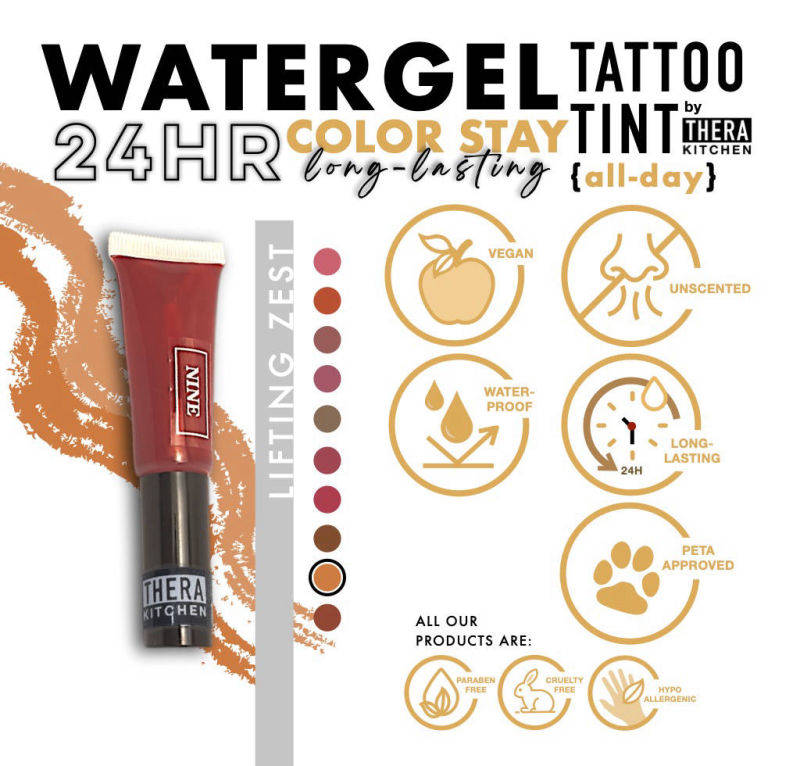 WATERGEL TATTOO
24HR COLOR STAY TINT by THERA KITCHEN
long-lasting {all-day}
LIFTING ZEST
NINE
THERA
KITCHEN
VEGAN
UNSCENTED
WATER-
PROOF
LONG-
LASTING
24H
PETA
APPROVED
ALL OUR
PRODUCTS ARE:
PARABEN
FREE
CRUELTY
FREE
HYPO
ALLERGENIC